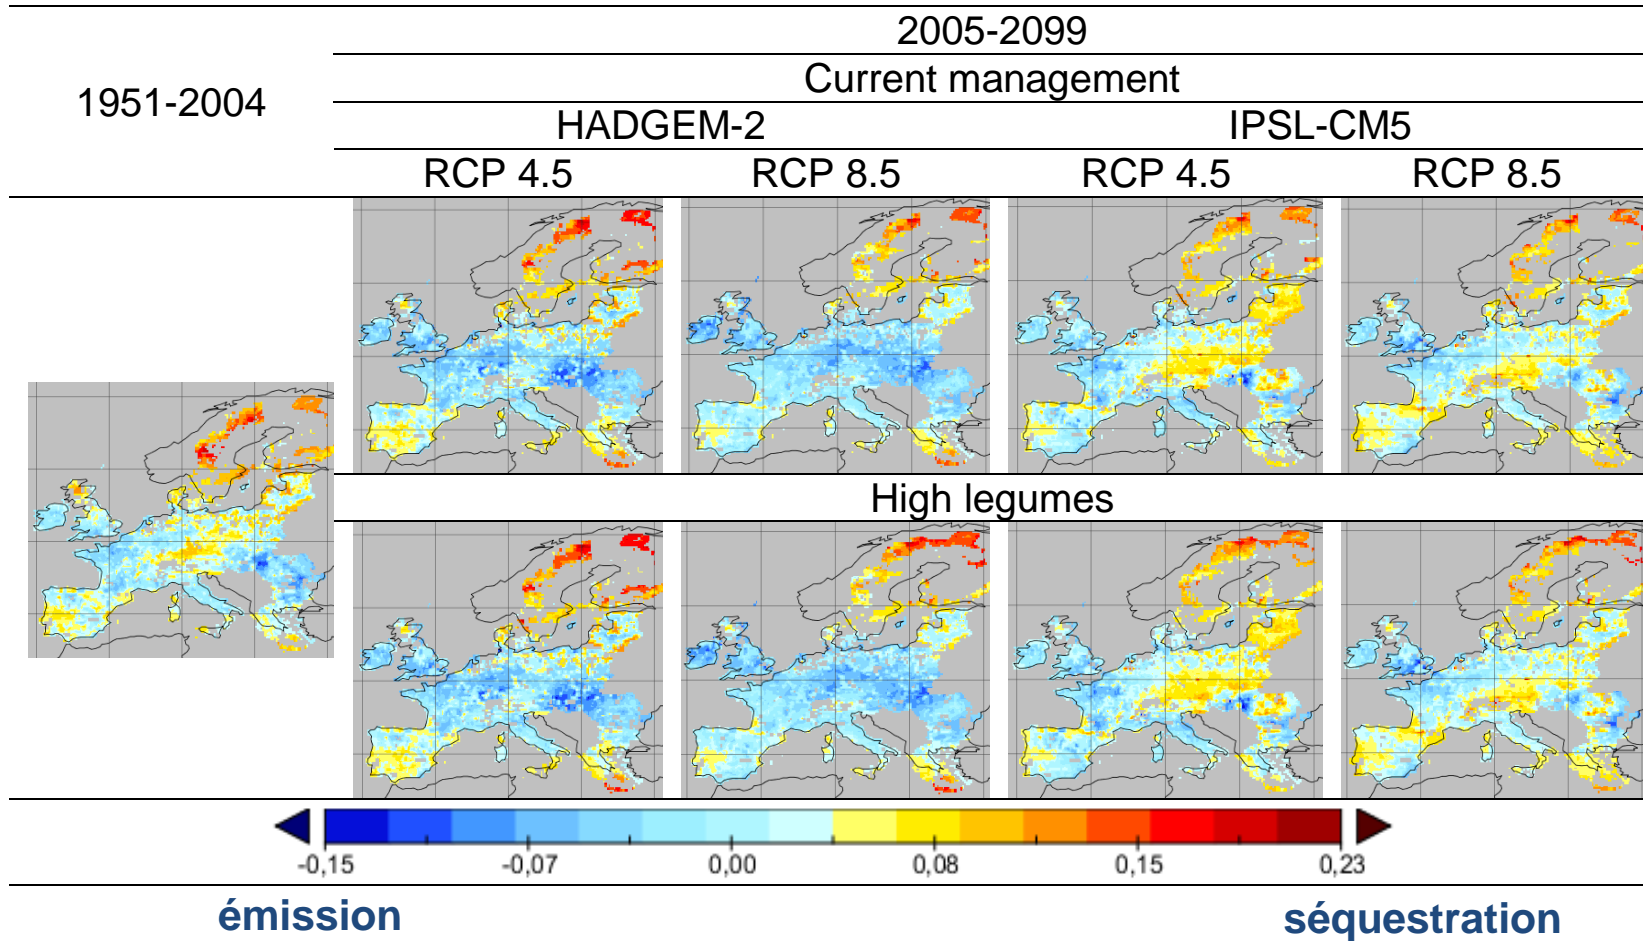 2005-2099
Current management
1951-2004
HADGEM-2 IPSL-CM5
RCP 4.5 RCP 8.5 RCP 4.5 RCP 8.5
High legumes
-0,15 -0,07 0,00 0,08 0,15 0,23
émission séquestration